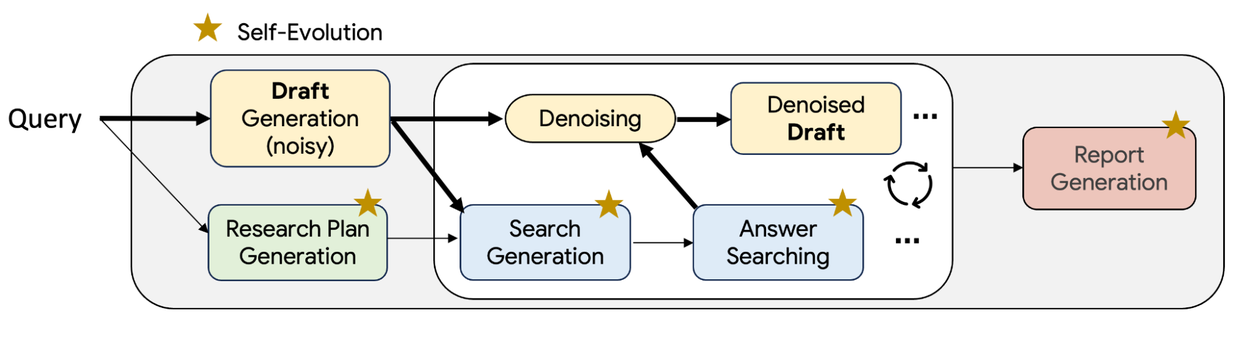 Self-Evolution
Query
Draft
Generation
(noisy)
Denoising
Denoised
Draft
...
Research Plan
Generation
Search
Generation
Answer
Searching
...
Report
Generation